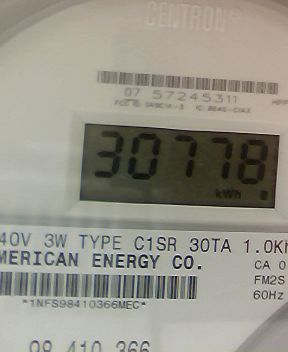 CENTRON®
07 57245311
30778
kWh
40V 3W TYPE C1SR 30TA 1.0Kh
MERICAN ENERGY CO. CA 0
FM2S
60Hz
*1NFS98410366MEC*
98 410 366